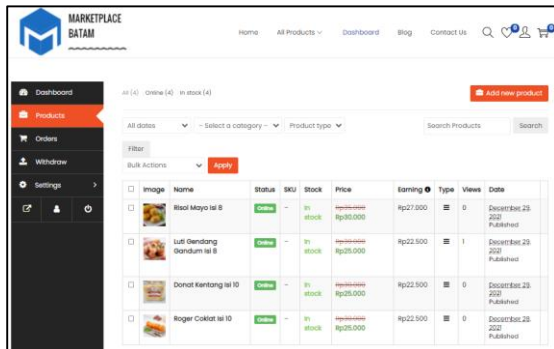 MARKETPLACE
BATAM
Home All Products Dashboard Blog Contact Us 0 0
Dashboard
Products
Orders
Withdraw
Settings
All (4) Online (4) In stock (4)
Add new product
All dates - Select a category - Product type Search Products Search
Filter
Bulk Actions Apply
Image Name Status SKU Stock Price Earning Type Views Date
Risol Mayo isi 8 Online - In stock Rp35.000 Rp30.000 Rp27.000 0 December 29, 2021 Published
Luti Gendang Gandum isi 8 Online - In stock Rp30.000 Rp25.000 Rp22.500 1 December 29, 2021 Published
Donat Kentang isi 10 Online - In stock Rp30.000 Rp25.000 Rp22.500 0 December 29, 2021 Published
Roger Coklat isi 10 Online - In stock Rp30.000 Rp25.000 Rp22.500 0 December 29, 2021 Published